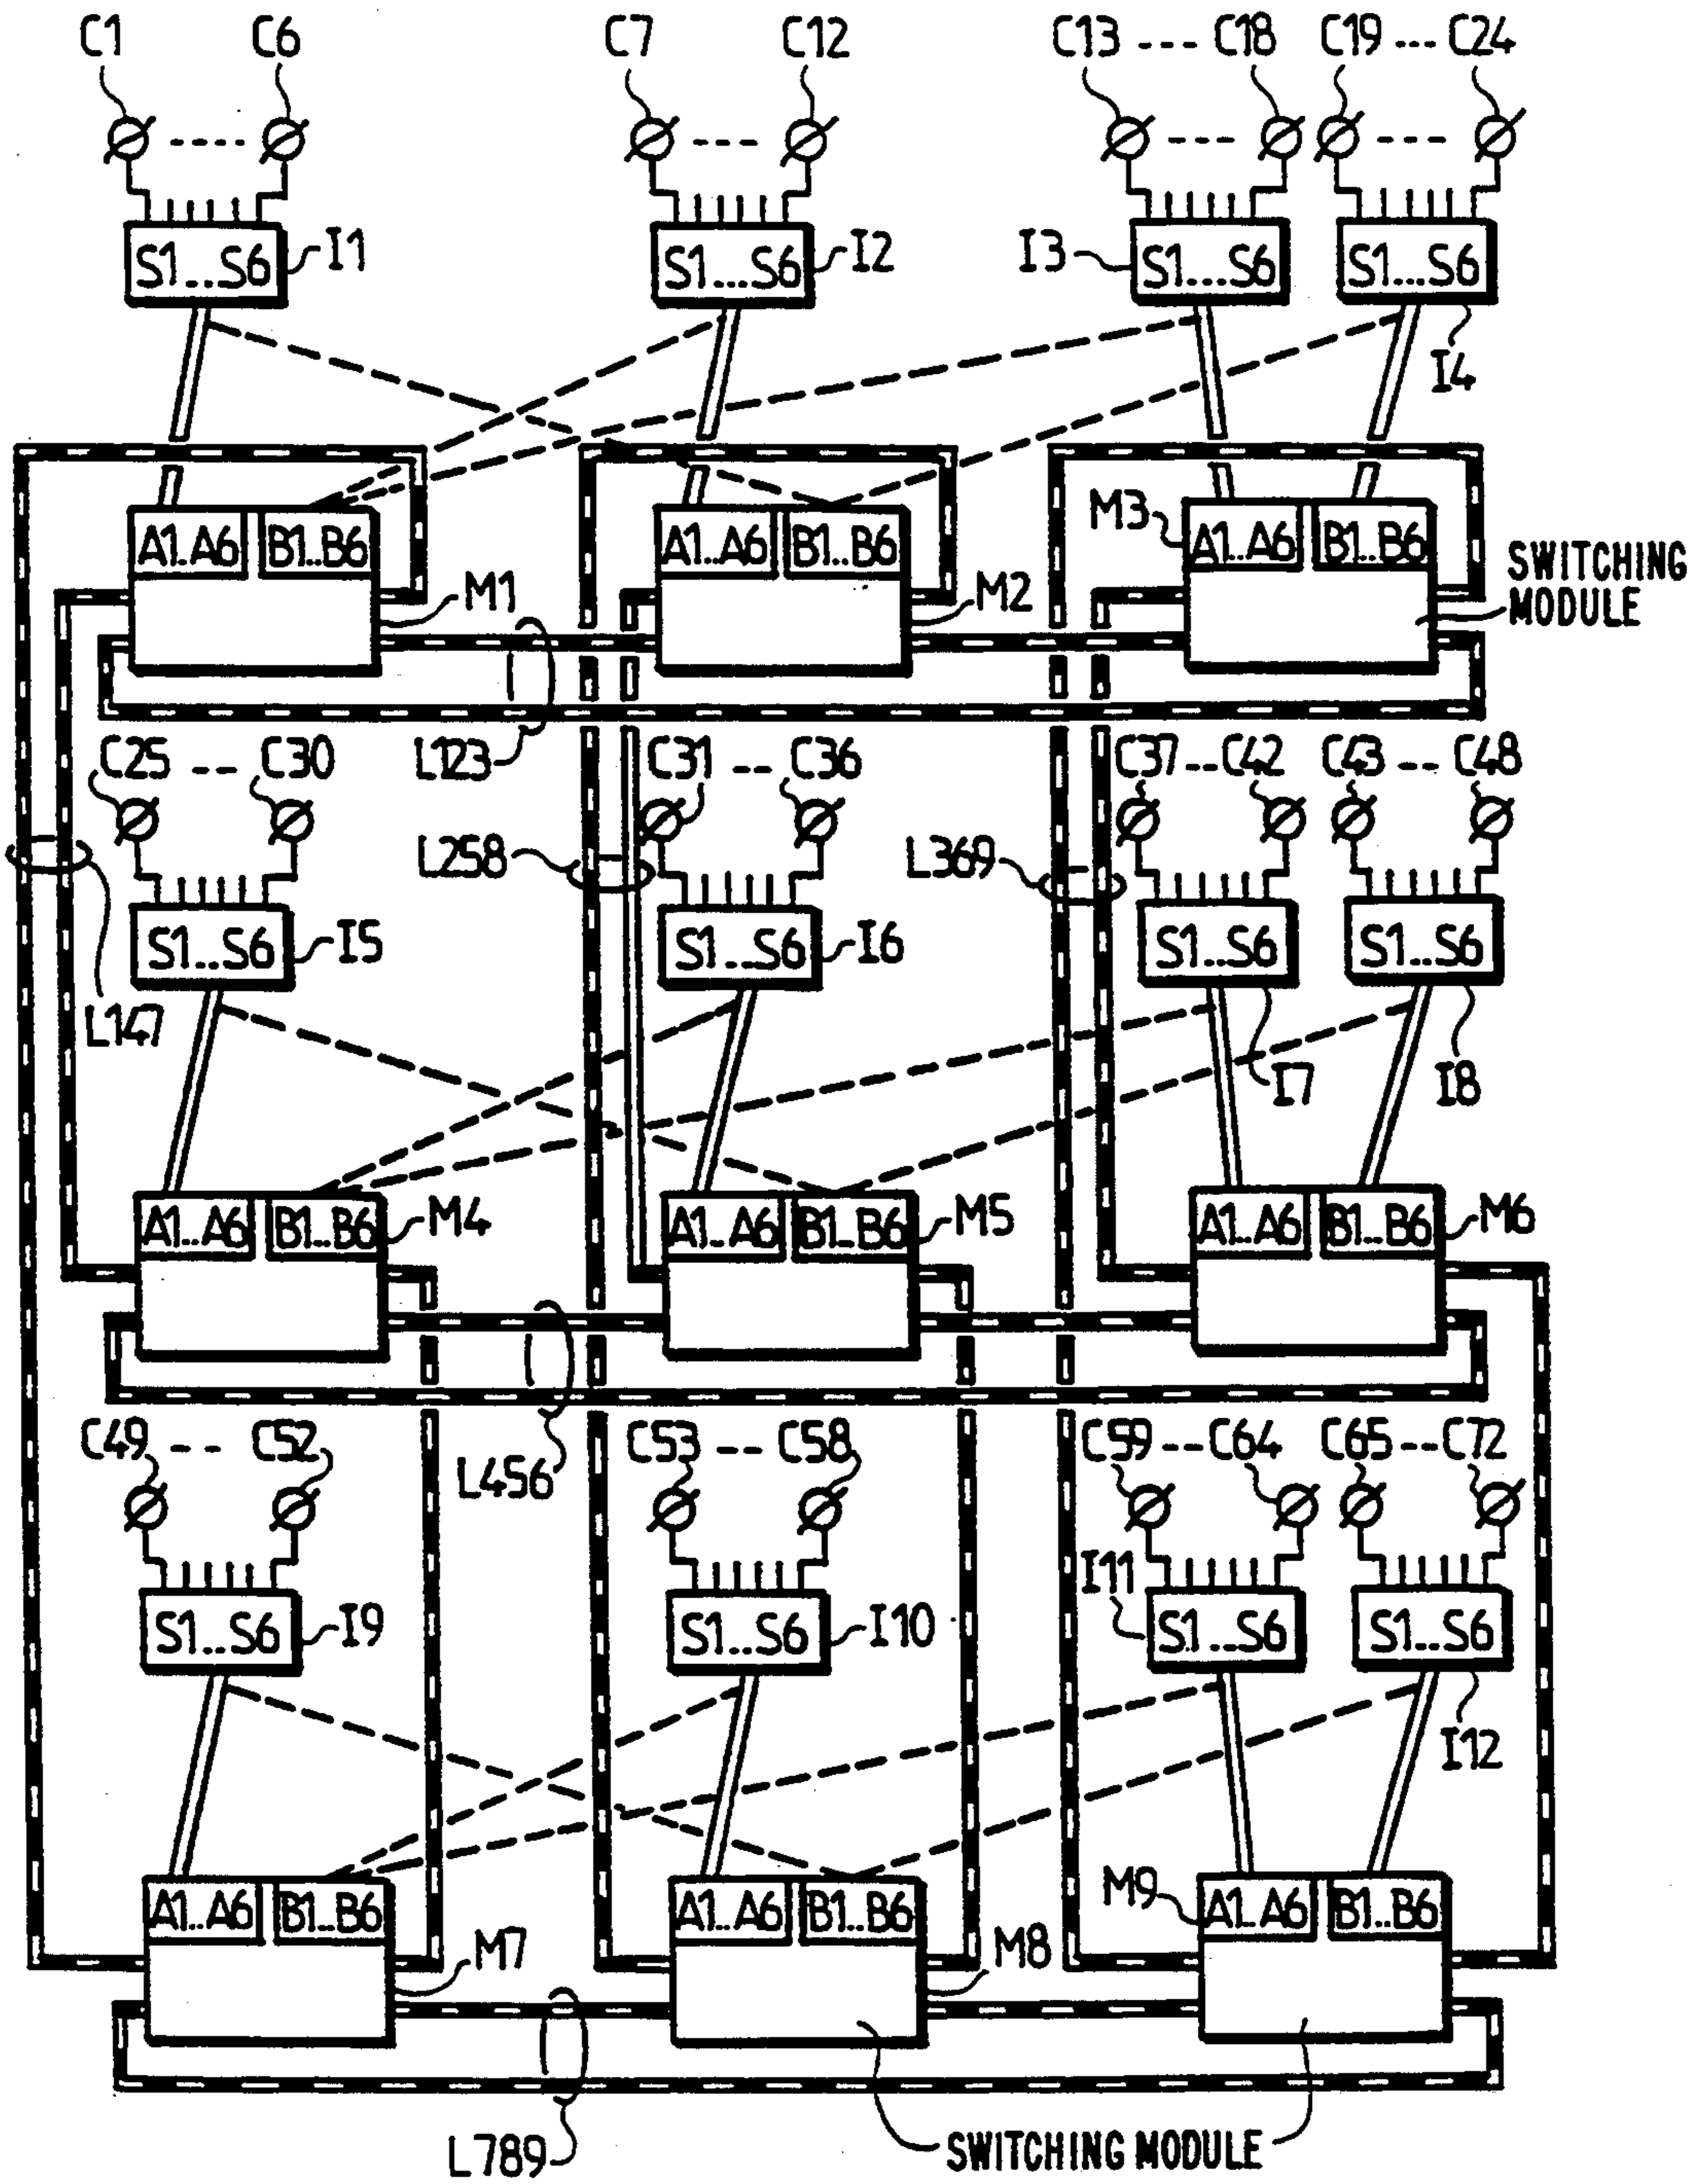 C1 C6 C7 C12 C13 --- C18 C19 --- C24
S1...S6 I1 S1...S6 I2 I3 S1...S6 S1...S6
I4
A1..A6 B1..B6 A1..A6 B1..B6 M3 A1..A6 B1..B6
M1 M2 SWITCHING
MODULE
L123
C25 -- C30 C31 -- C36 C37 -- C42 C43 -- C48
L258 L369
S1..S6 I5 S1...S6 I6 S1...S6 S1...S6
L147
I7 I8
A1..A6 B1..B6 M4 A1..A6 B1..B6 M5 A1..A6 B1..B6 M6
C49 -- C52 L456 C53 -- C58 C59 -- C64 C65 -- C72
I11
S1..S6 I9 S1...S6 I10 S1...S6 S1...S6
I12
A1..A6 B1..B6 A1..A6 B1..B6 M9 A1..A6 B1..B6
M7 M8
L789 SWITCHING MODULE